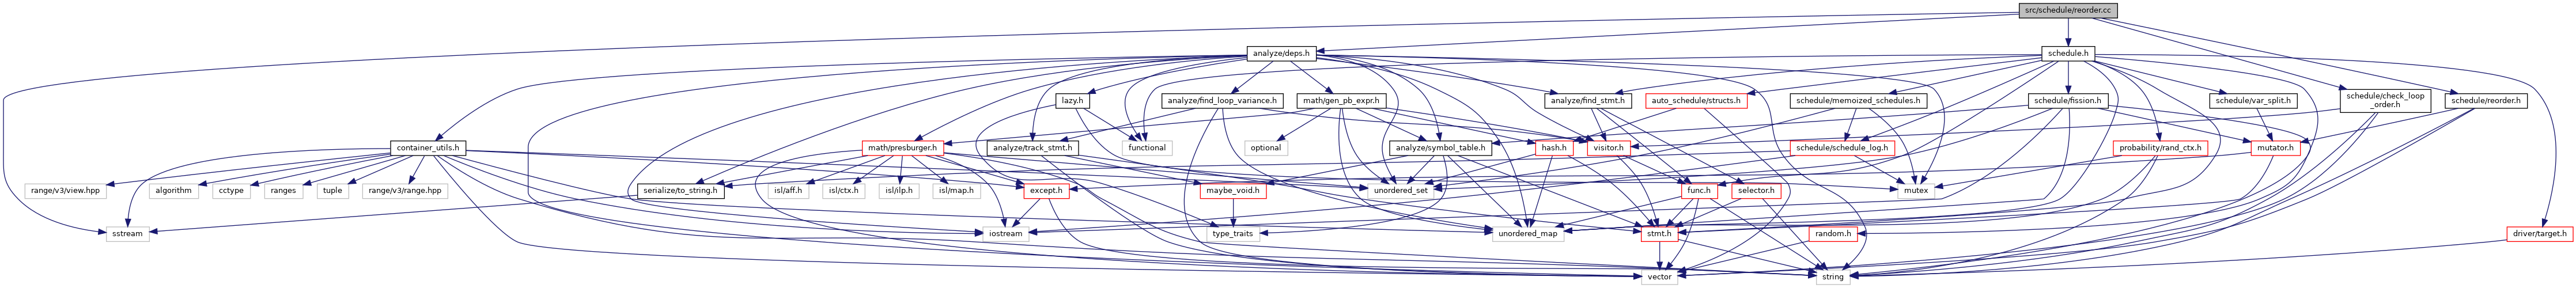 src/schedule/reorder.cc
analyze/deps.h
schedule.h
lazy.h
analyze/find_loop_variance.h
math/gen_pb_expr.h
analyze/find_stmt.h
auto_schedule/structs.h
schedule/memoized_schedules.h
schedule/fission.h
schedule/var_split.h
schedule/check_loop
_order.h
schedule/reorder.h
container_utils.h
math/presburger.h
analyze/track_stmt.h
functional
optional
analyze/symbol_table.h
hash.h
visitor.h
schedule/schedule_log.h
probability/rand_ctx.h
mutator.h
range/v3/view.hpp
algorithm
cctype
ranges
tuple
range/v3/range.hpp
serialize/to_string.h
isl/aff.h
isl/ctx.h
isl/ilp.h
isl/map.h
except.h
maybe_void.h
unordered_set
func.h
selector.h
mutex
sstream
iostream
type_traits
unordered_map
stmt.h
random.h
driver/target.h
vector
string